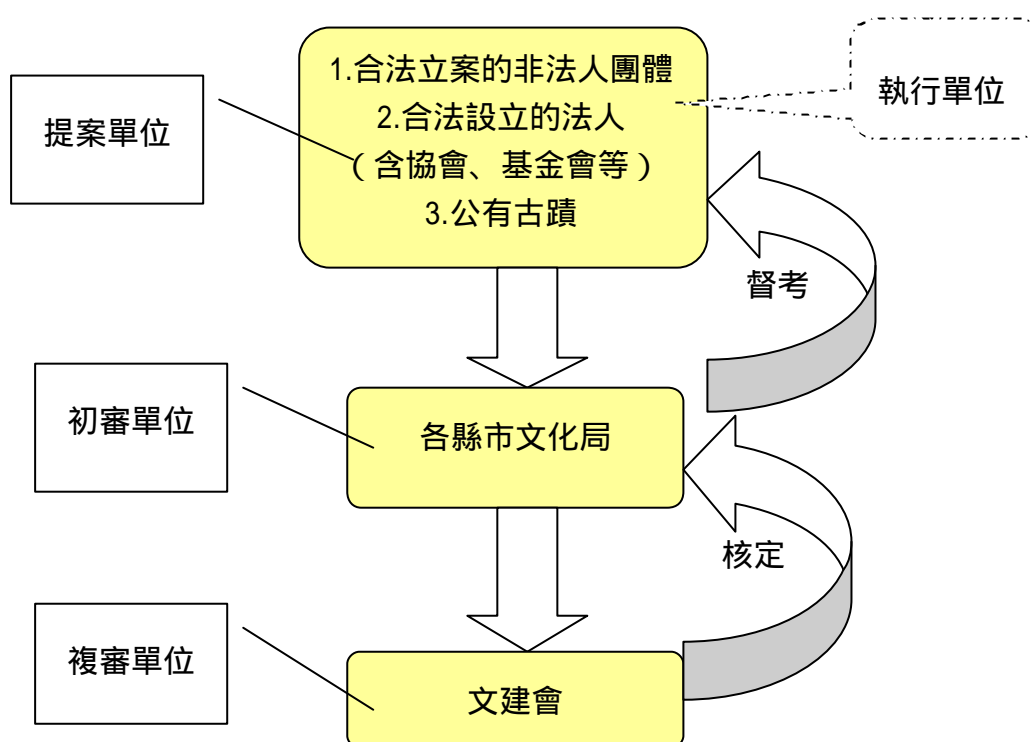 提案單位
1.合法立案的非法人團體
2.合法設立的法人
（含協會、基金會等）
3.公有古蹟
執行單位
督考
初審單位
各縣市文化局
核定
複審單位
文建會